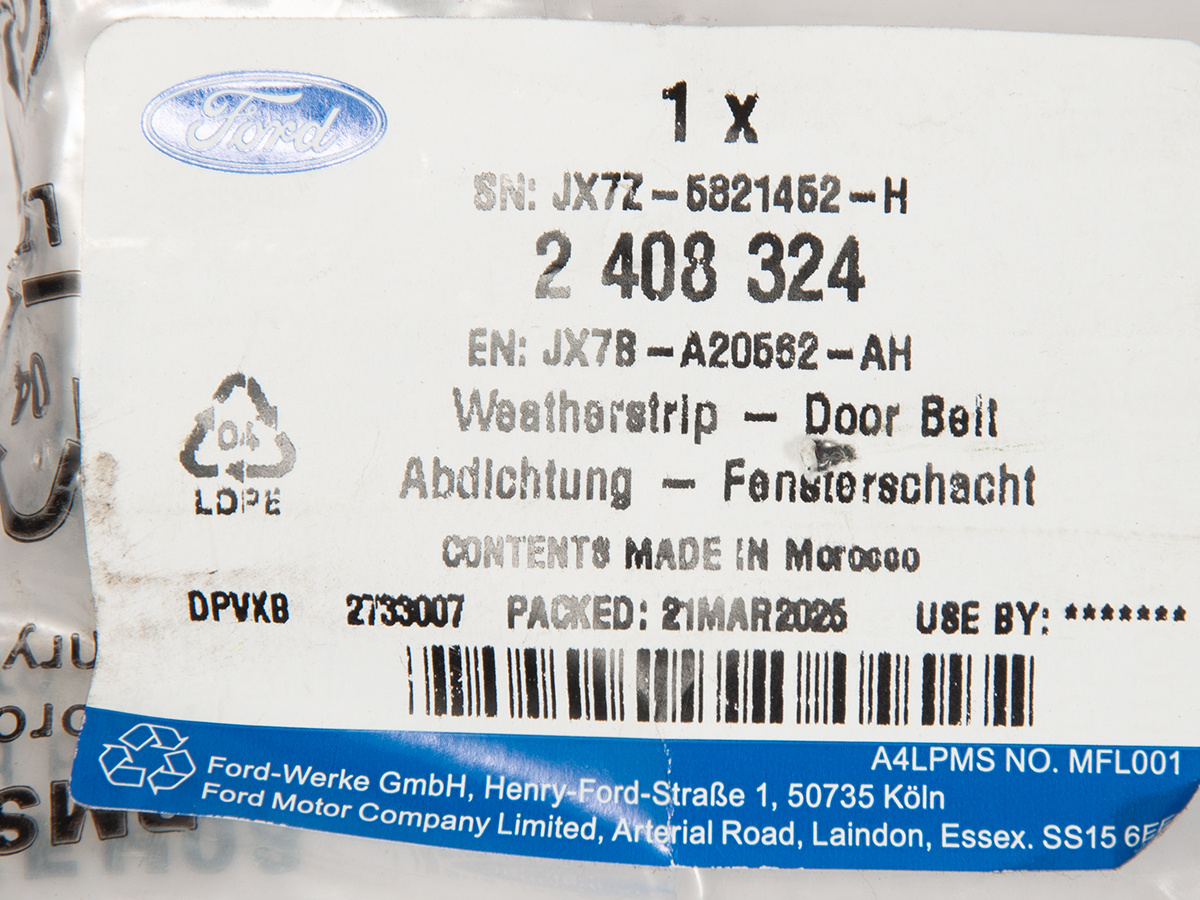 Ford
1 x
SN: JX7Z-5821452-H
2 408 324
EN: JX7B-A20562-AH
Weatherstrip - Door Belt
Abdichtung - Fensterschacht
04
LDPE
CONTENTS MADE IN Morocco
DPVXB 2733007 PACKED: 21MAR2025 USE BY: *******
A4LPMS NO. MFL001
Ford-Werke GmbH, Henry-Ford-Straße 1, 50735 Köln
Ford Motor Company Limited, Arterial Road, Laindon, Essex. SS15 6EE
04